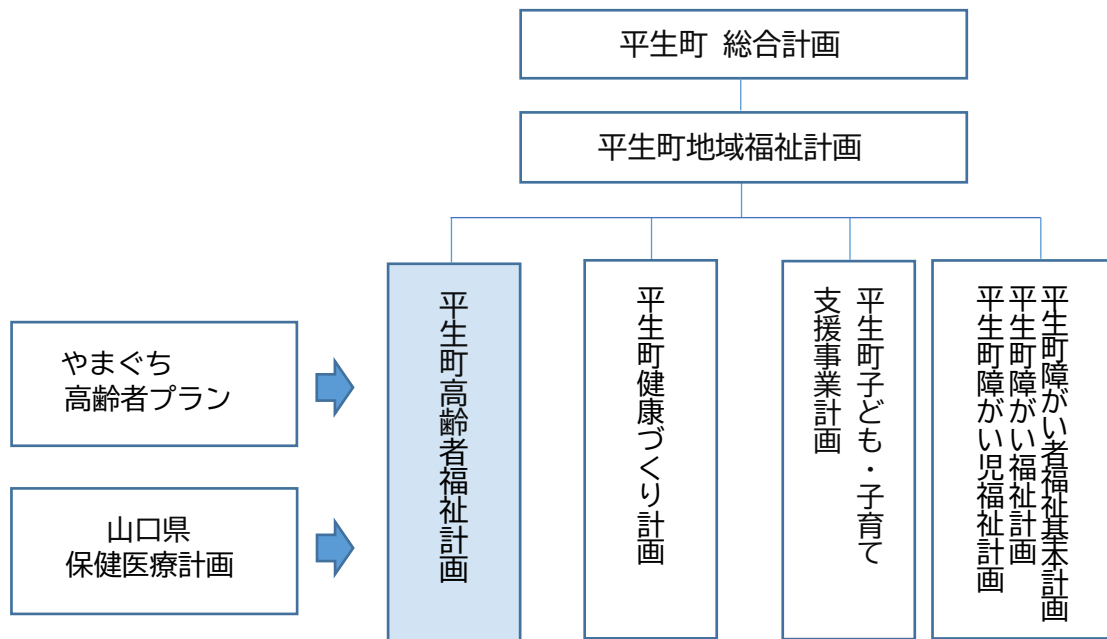 平生町 総合計画
平生町地域福祉計画
やまぐち
高齢者プラン
山口県
保健医療計画
平生町高齢者福祉計画
平生町健康づくり計画
平生町子ども・子育て
支援事業計画
平生町障がい者福祉基本計画
平生町障がい福祉計画
平生町障がい児福祉計画